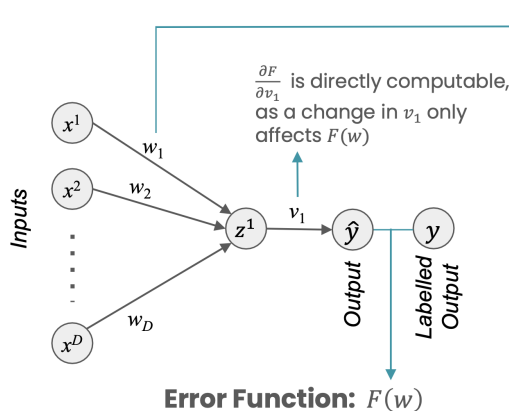 ∂F/∂v₁ is directly computable,
as a change in v₁ only
affects F(w)
x¹
w₁
x²
w₂
Inputs
z¹
v₁
ŷ
y
Output
Labelled
Output
w_D
x^D
Error Function: F(w)